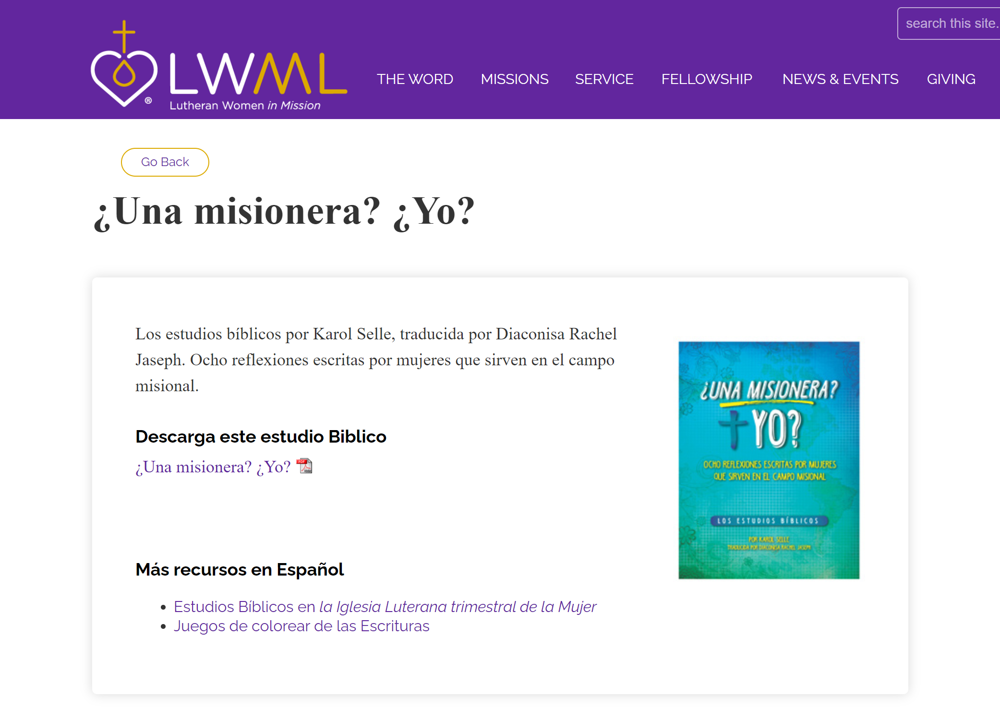 search this site.
LWML
®
Lutheran Women in Mission
THE WORD MISSIONS SERVICE FELLOWSHIP NEWS & EVENTS GIVING
Go Back
¿Una misionera? ¿Yo?
Los estudios bíblicos por Karol Selle, traducida por Diaconisa Rachel
Jaseph. Ocho reflexiones escritas por mujeres que sirven en el campo
misional.
Descarga este estudio Biblico
¿Una misionera? ¿Yo?
PDF
Adobe
Más recursos en Español
• Estudios Bíblicos en la Iglesia Luterana trimestral de la Mujer
• Juegos de colorear de las Escrituras
¿UNA MISIONERA?
YO?
OCHO REFLEXIONES ESCRITAS POR MUJERES
QUE SIRVEN EN EL CAMPO MISIONAL
LOS ESTUDIOS BÍBLICOS
POR KAROL SELLE
TRADUCIDA POR DIACONISA RACHEL JASEPH